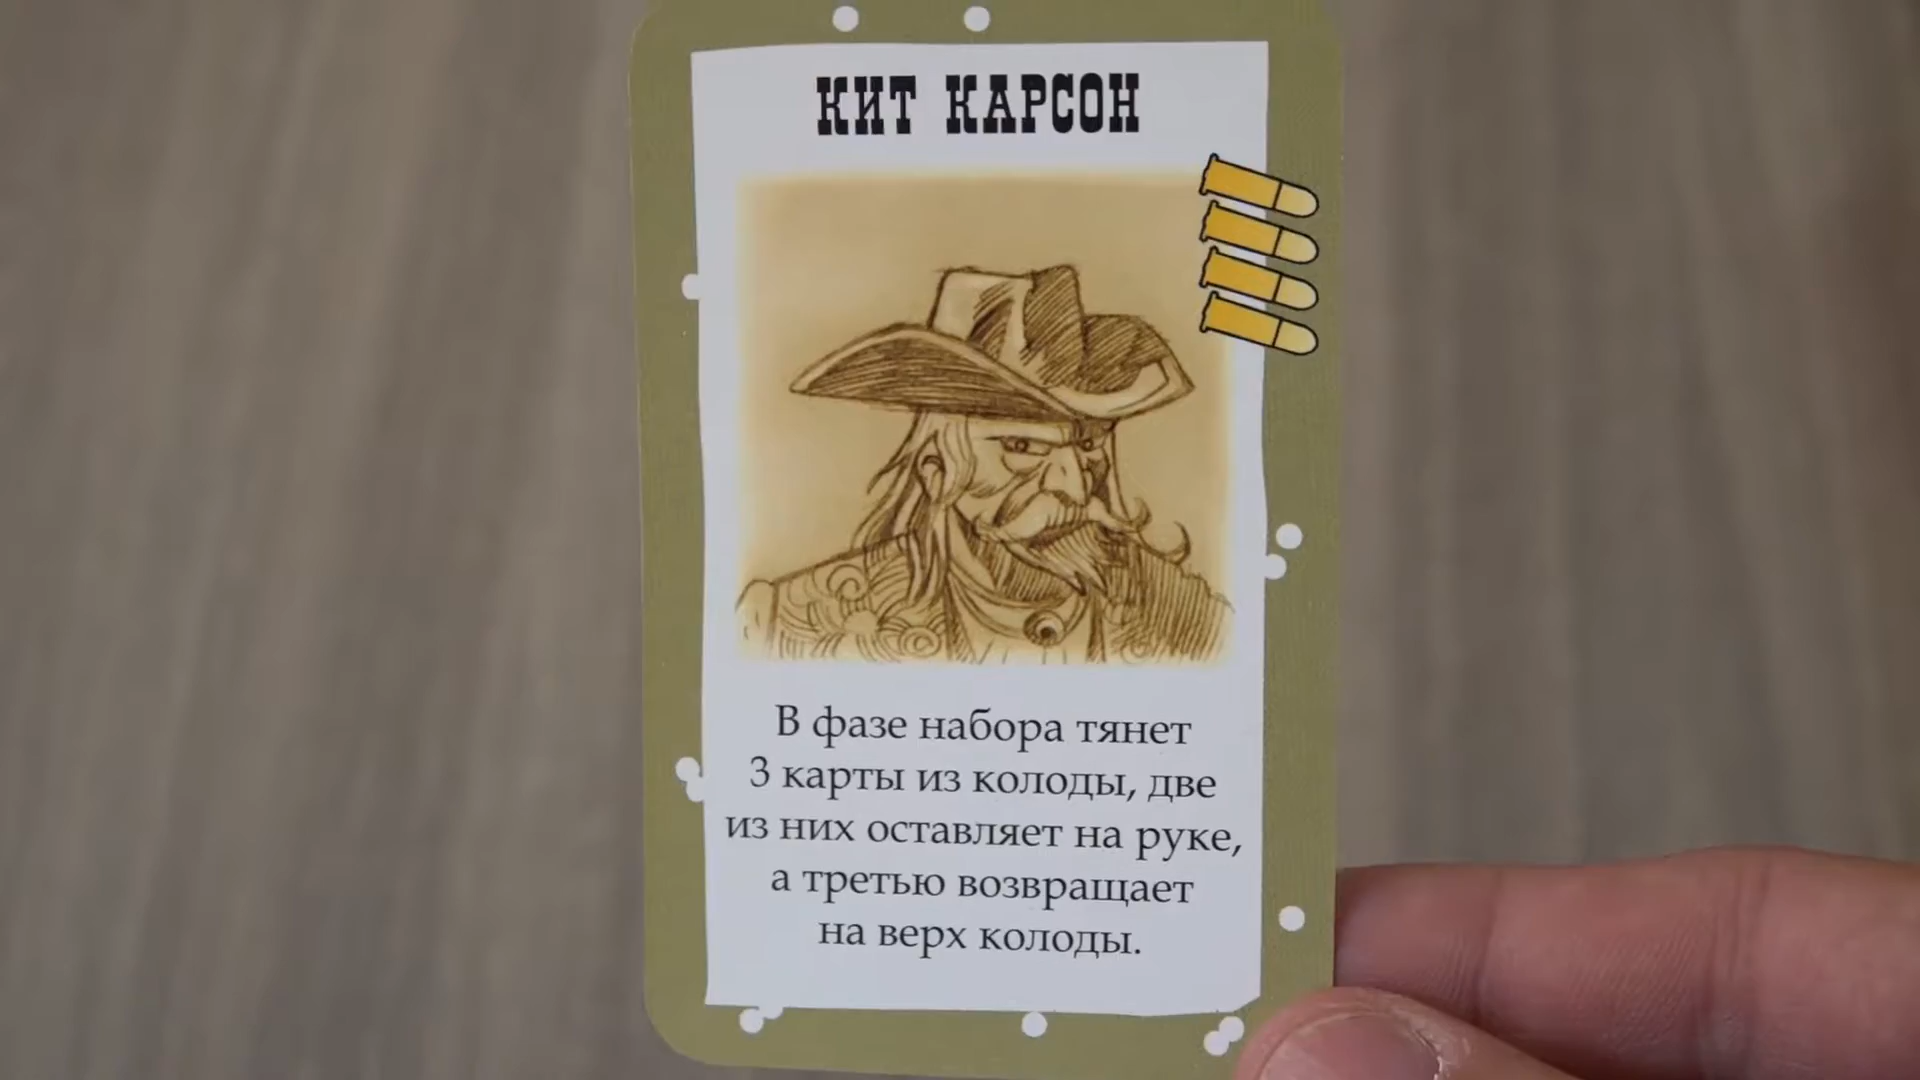 КИТ КАРСОН
В фазе набора тянет
3 карты из колоды, две
из них оставляет на руке,
а третью возвращает
на верх колоды.